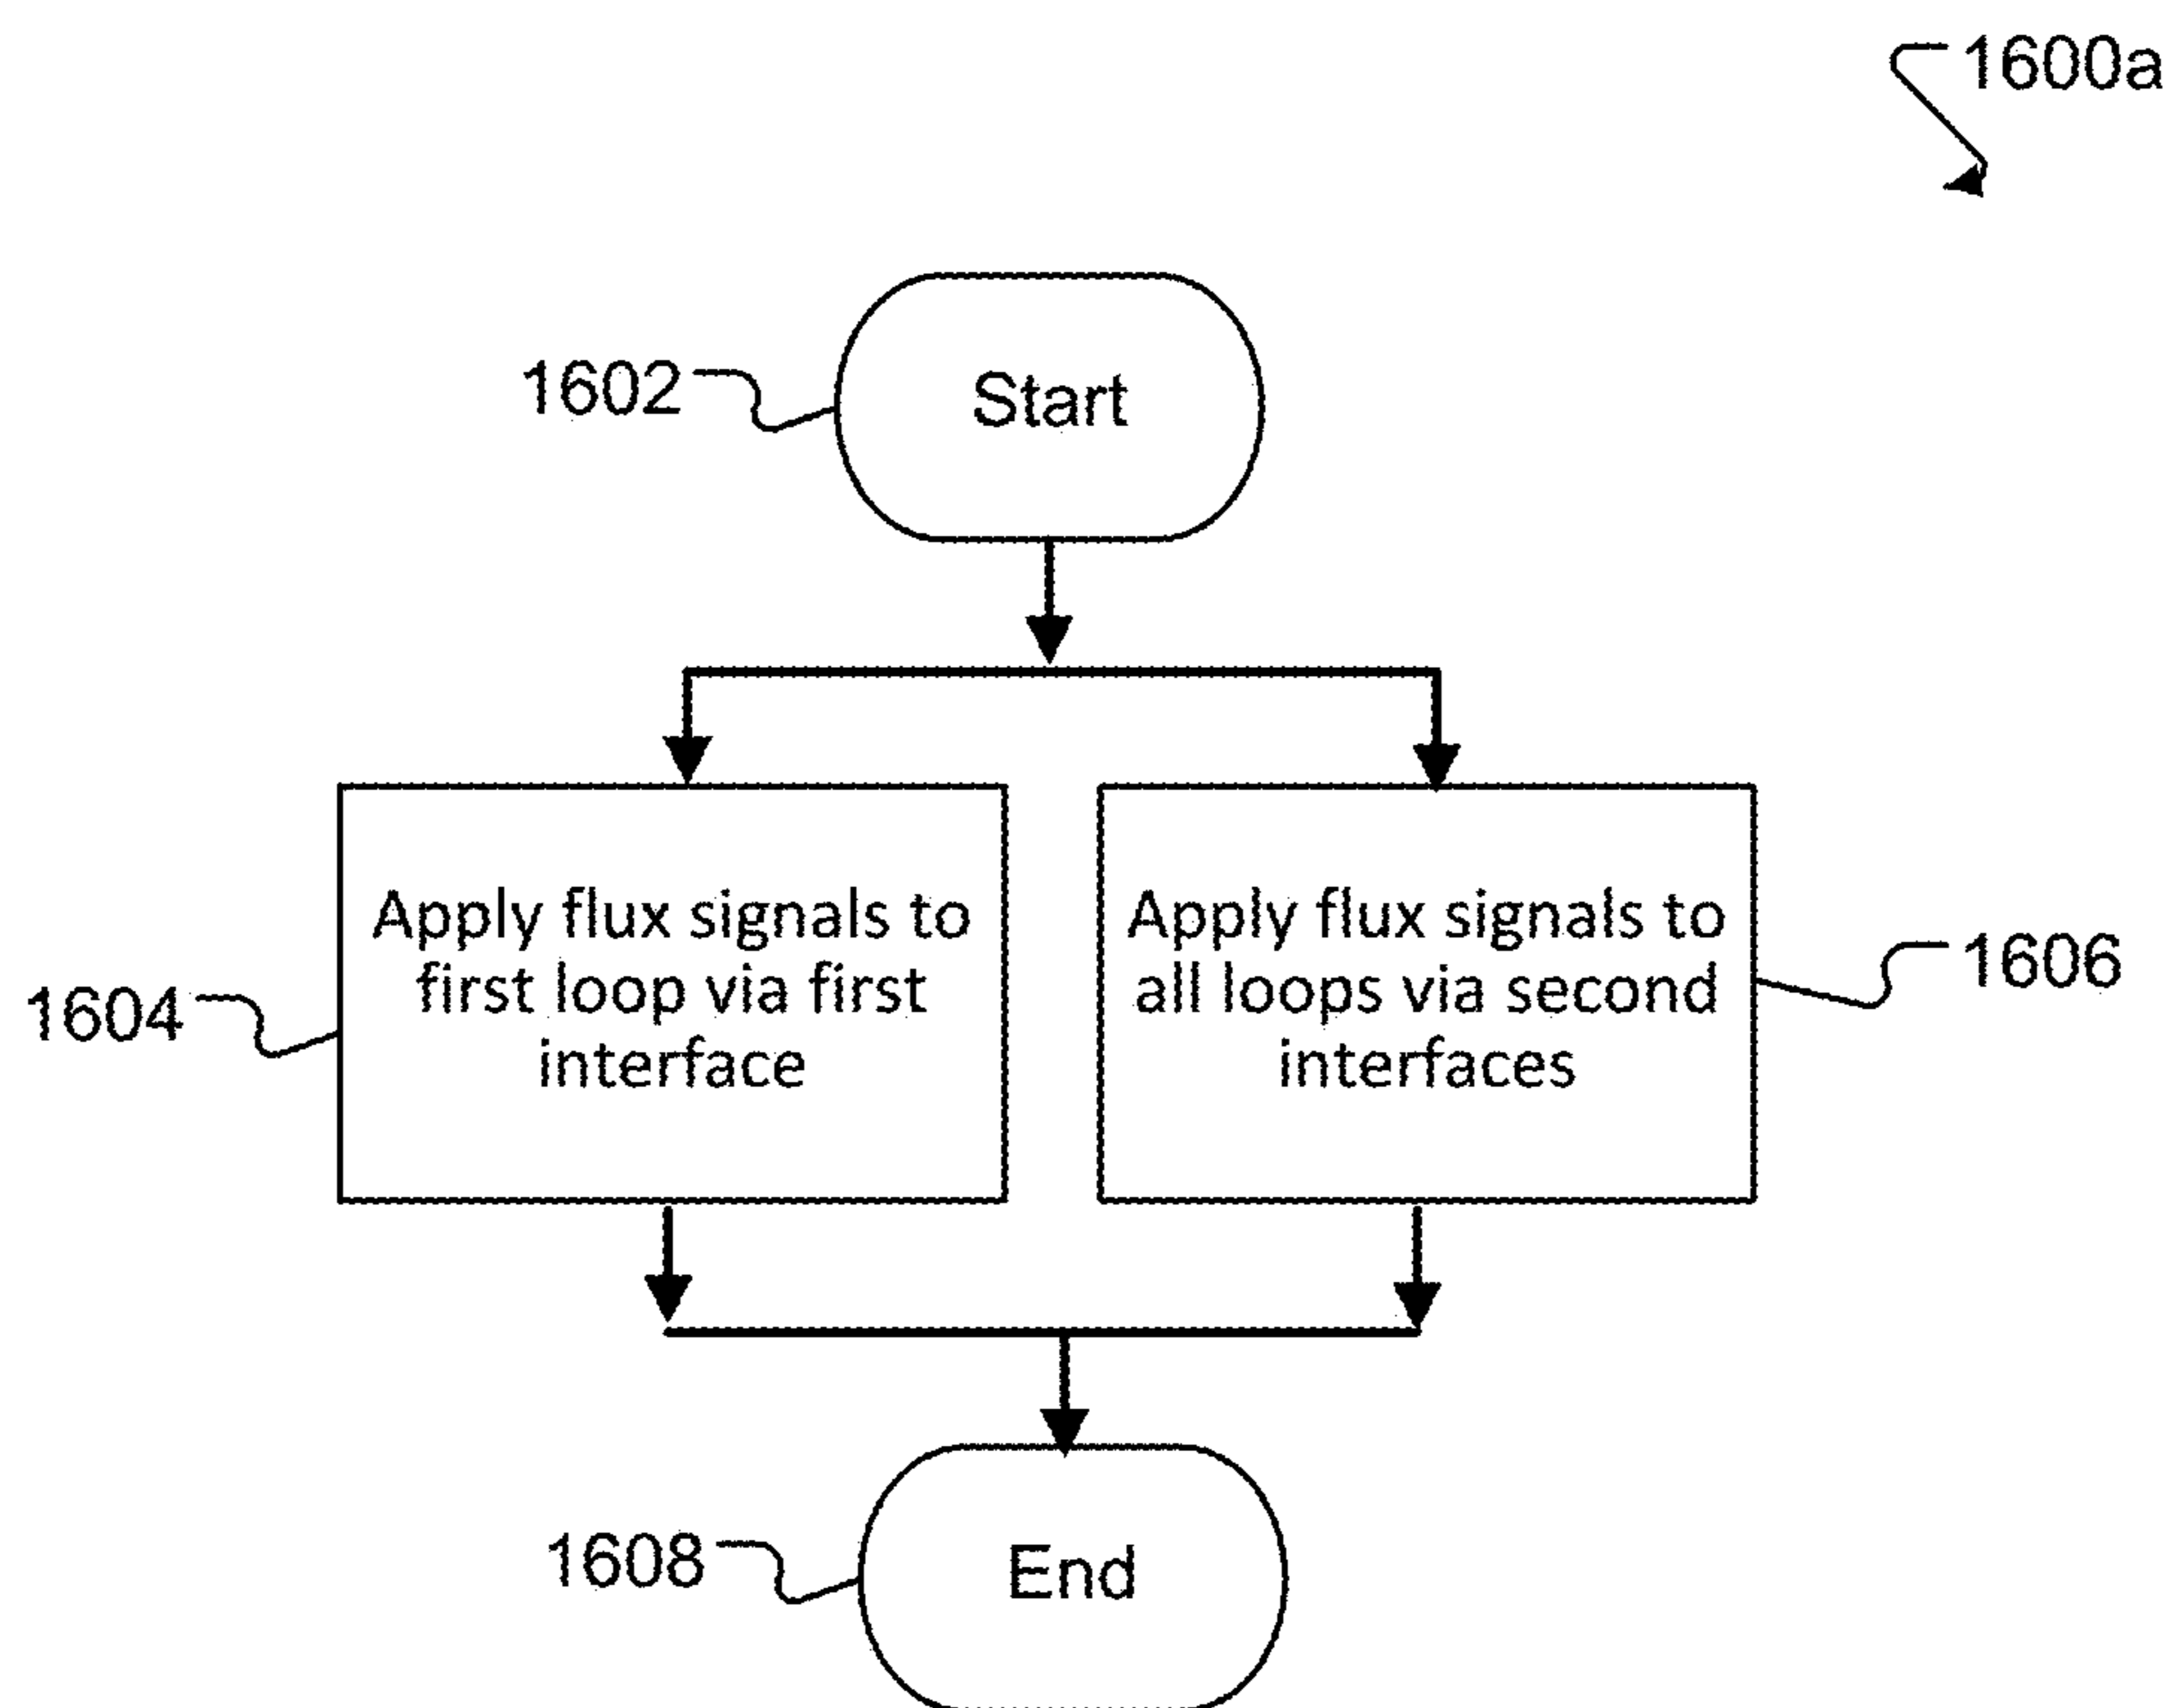 1600a
1602
Start
Apply flux signals to
first loop via first
interface
1604
Apply flux signals to
all loops via second
interfaces
1606
1608
End